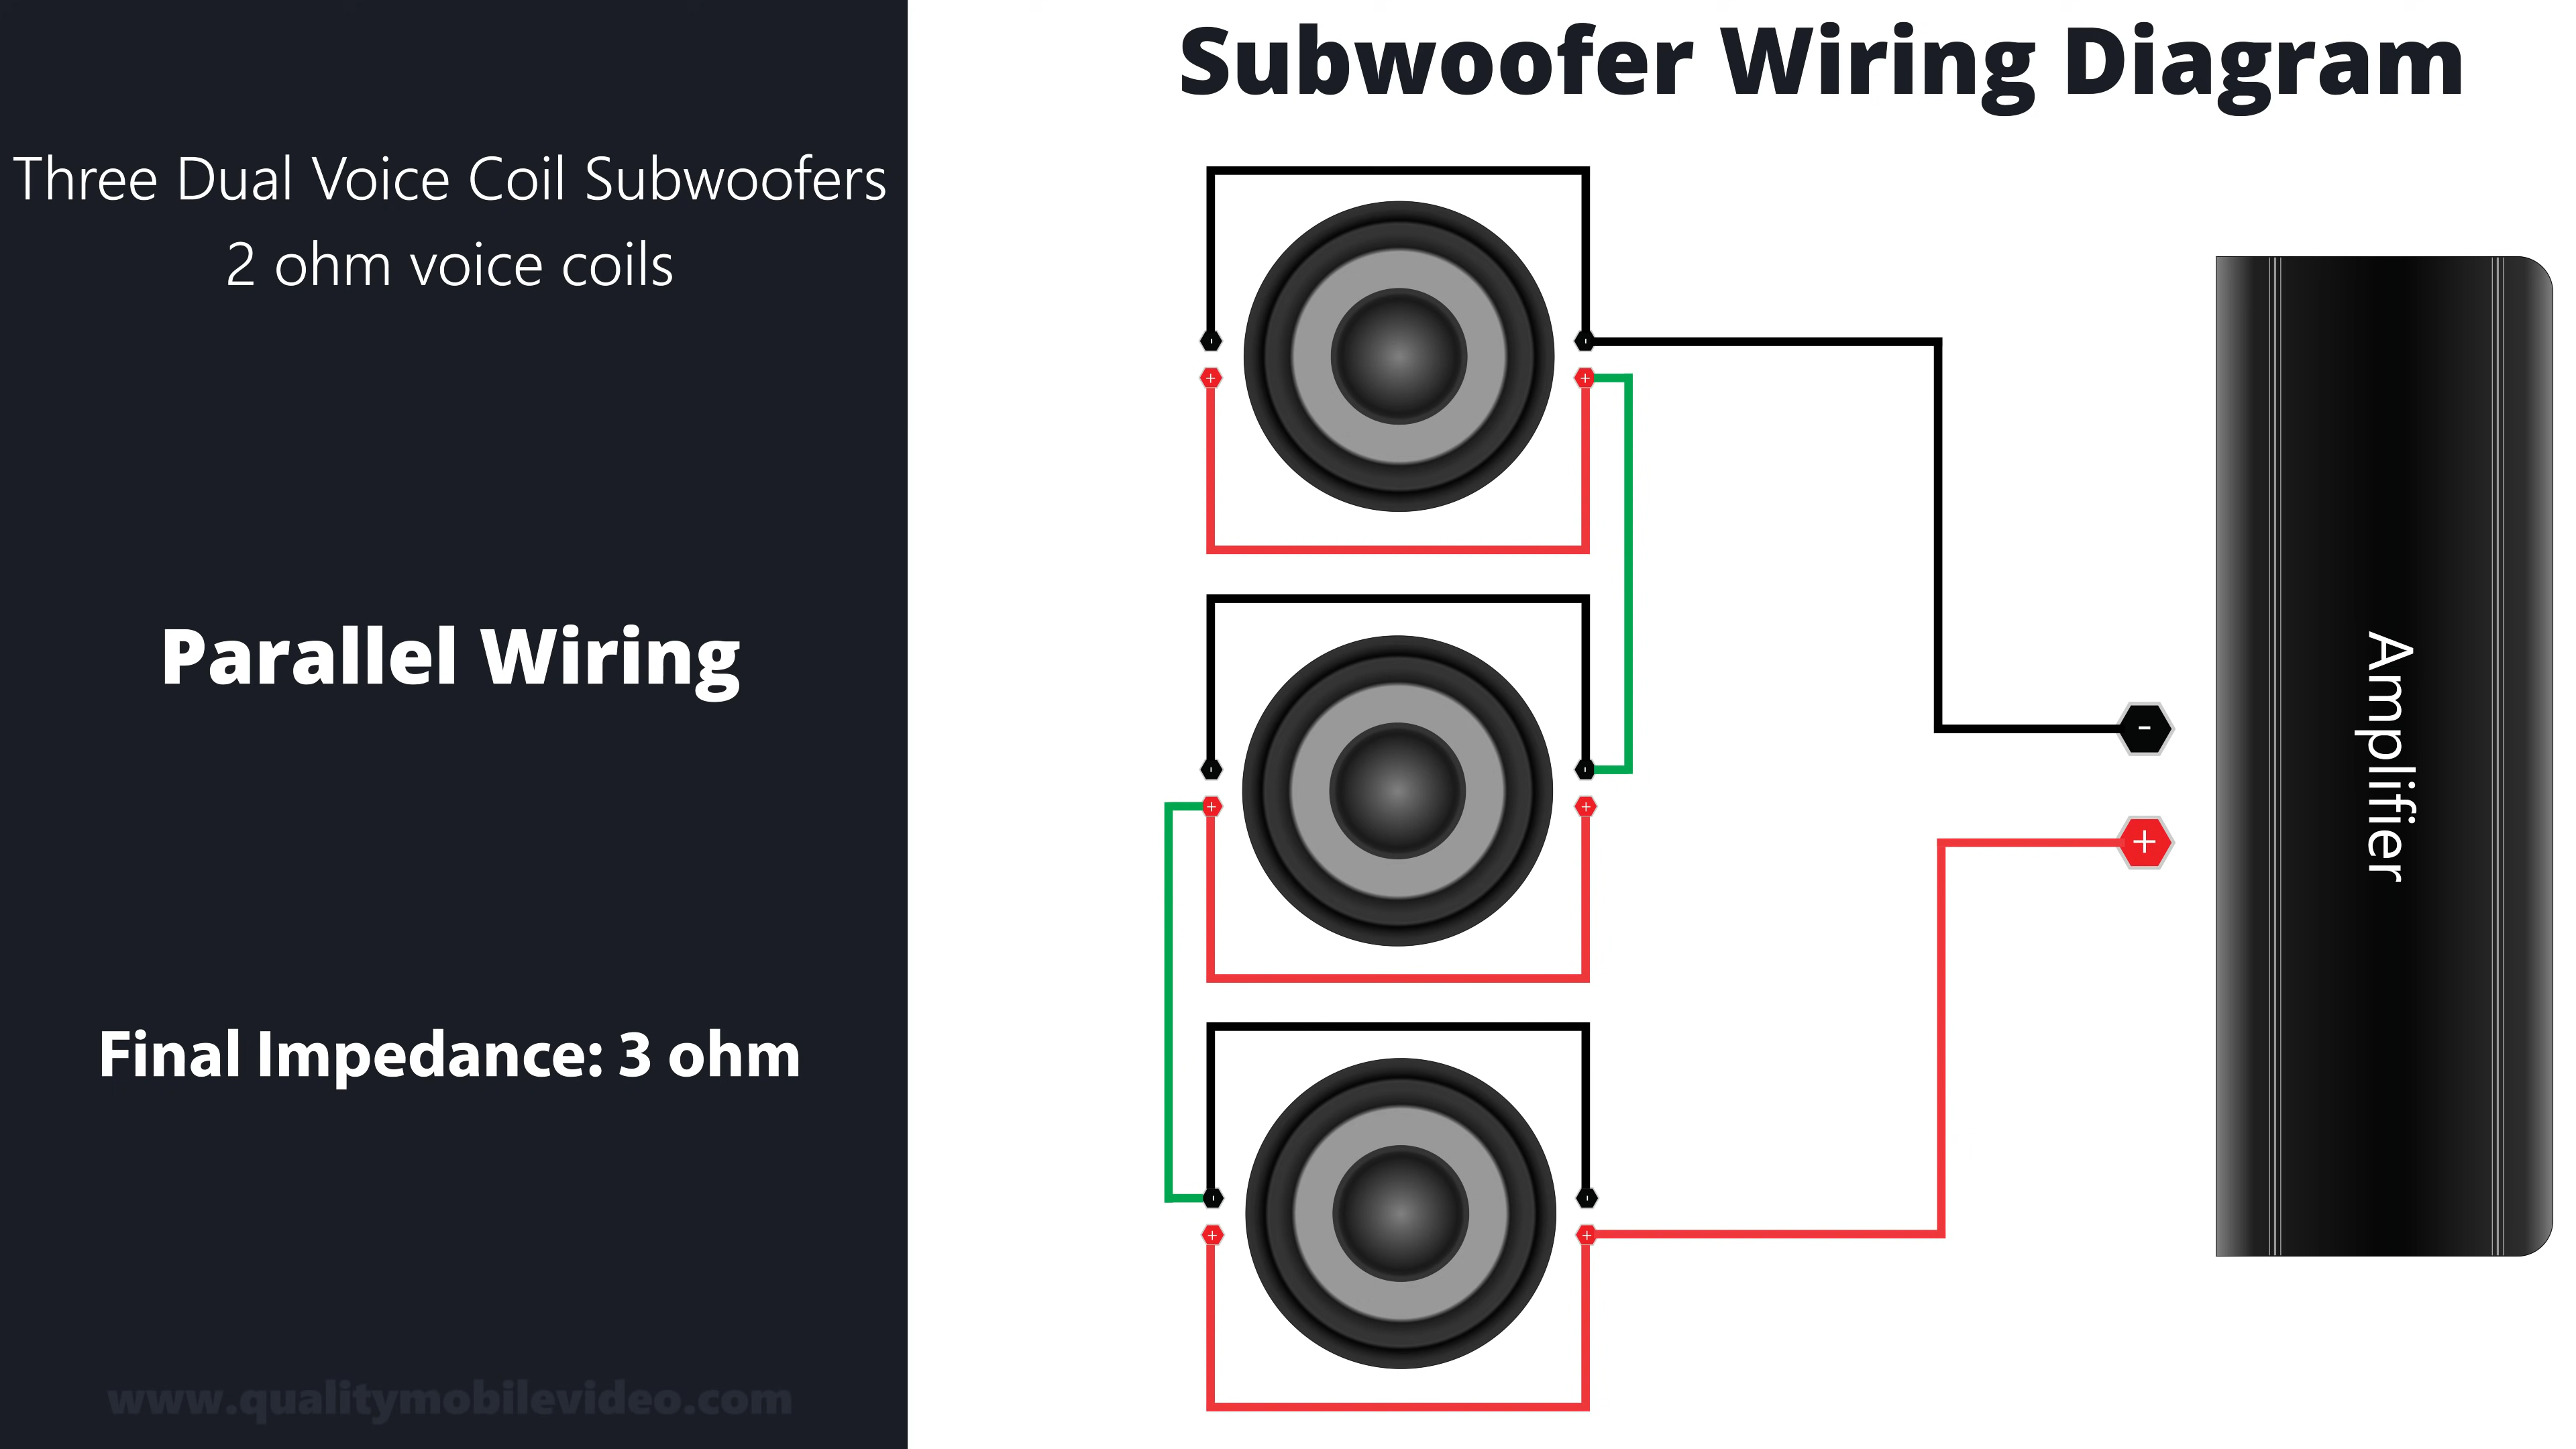 Subwoofer Wiring Diagram
Three Dual Voice Coil Subwoofers
2 ohm voice coils
Parallel Wiring
Final Impedance: 3 ohm
www.qualitymobilevideo.com
-
+
-
+
-
+
-
+
-
+
-
+
-
+
Amplifier